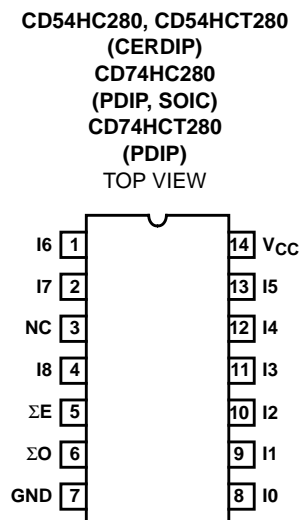 CD54HC280, CD54HCT280
(CERDIP)
CD74HC280
(PDIP, SOIC)
CD74HCT280
(PDIP)
TOP VIEW
I6 1 14 VCC
I7 2 13 I5
NC 3 12 I4
I8 4 11 I3
ΣE 5 10 I2
ΣO 6 9 I1
GND 7 8 I0